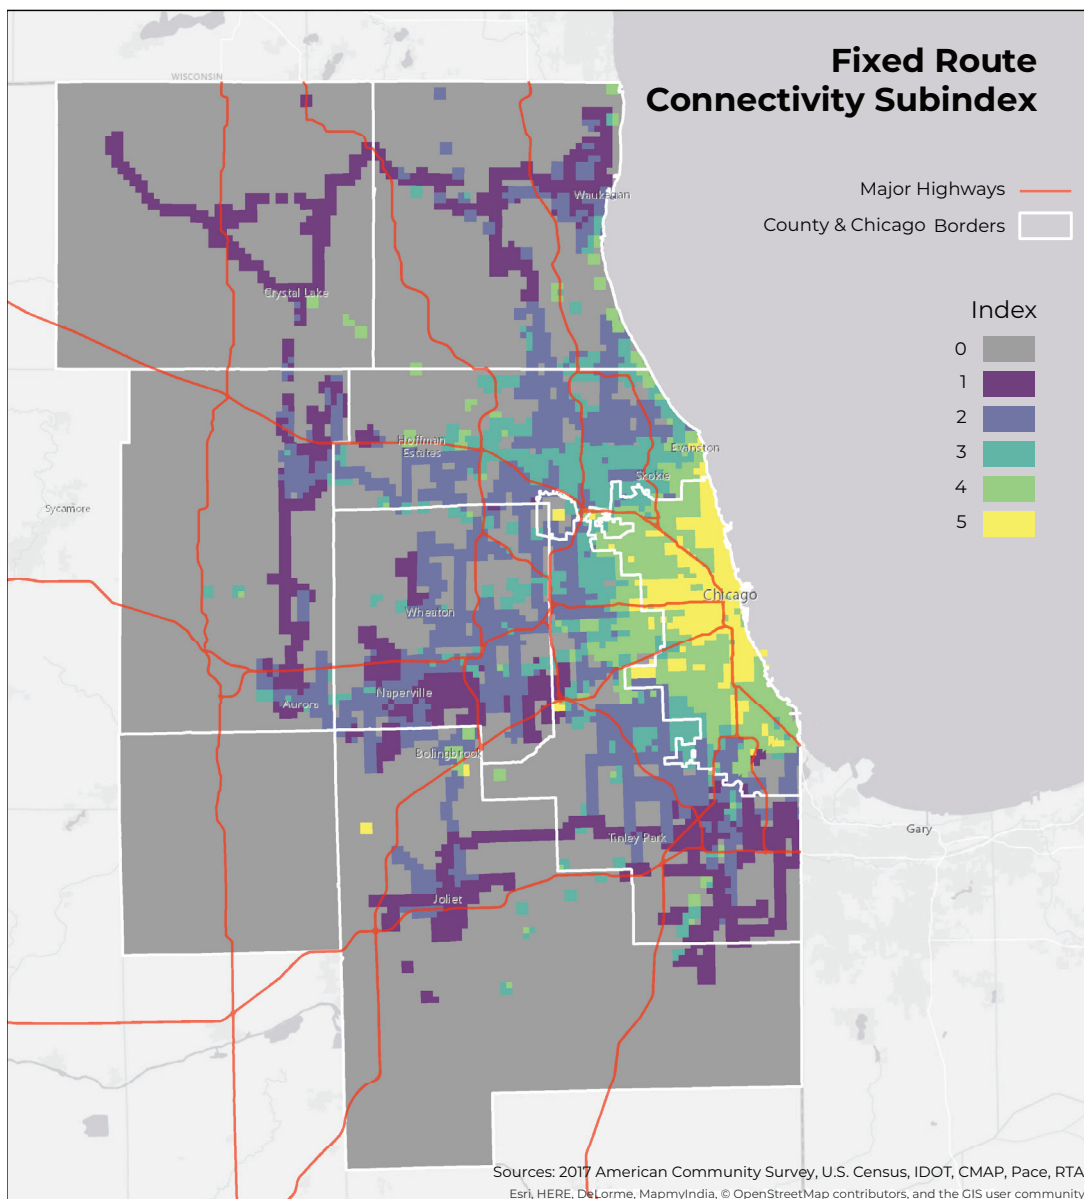 Fixed Route
Connectivity Subindex
WISCONSIN
Major Highways
County & Chicago Borders
Waukegan
Crystal Lake
Index
0
1
2
3
4
5
Hoffman
Estates
Evanston
Skokie
Sycamore
Chicago
Wheaton
Naperville
Aurora
Bolingbrook
Gary
Tinley Park
Joliet
Sources: 2017 American Community Survey, U.S. Census, IDOT, CMAP, Pace, RTA
Esri, HERE, DeLorme, MapmyIndia, © OpenStreetMap contributors, and the GIS user community